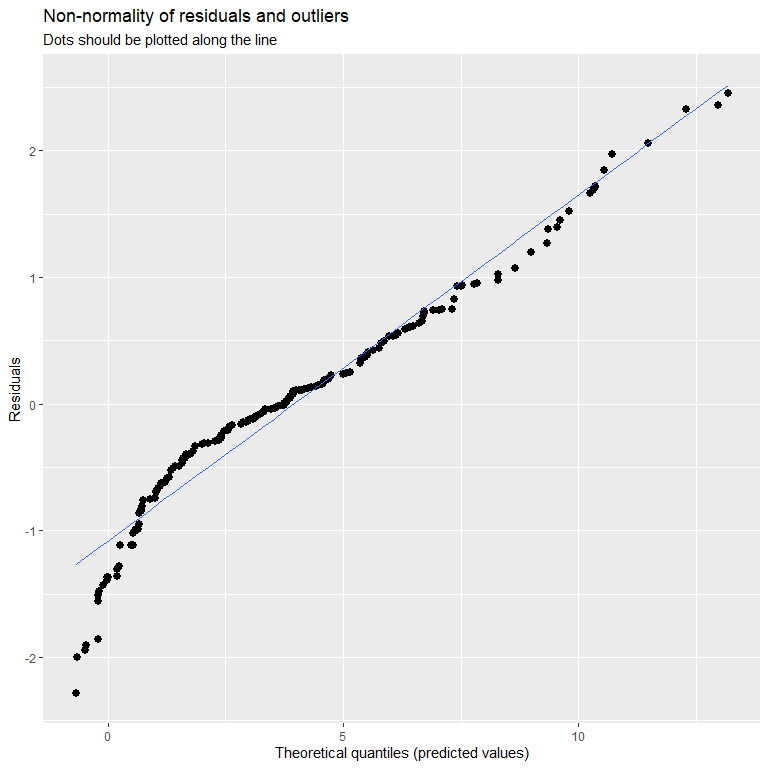 Non-normality of residuals and outliers
Dots should be plotted along the line
2
1
0
-1
-2
Residuals
0 5 10
Theoretical quantiles (predicted values)